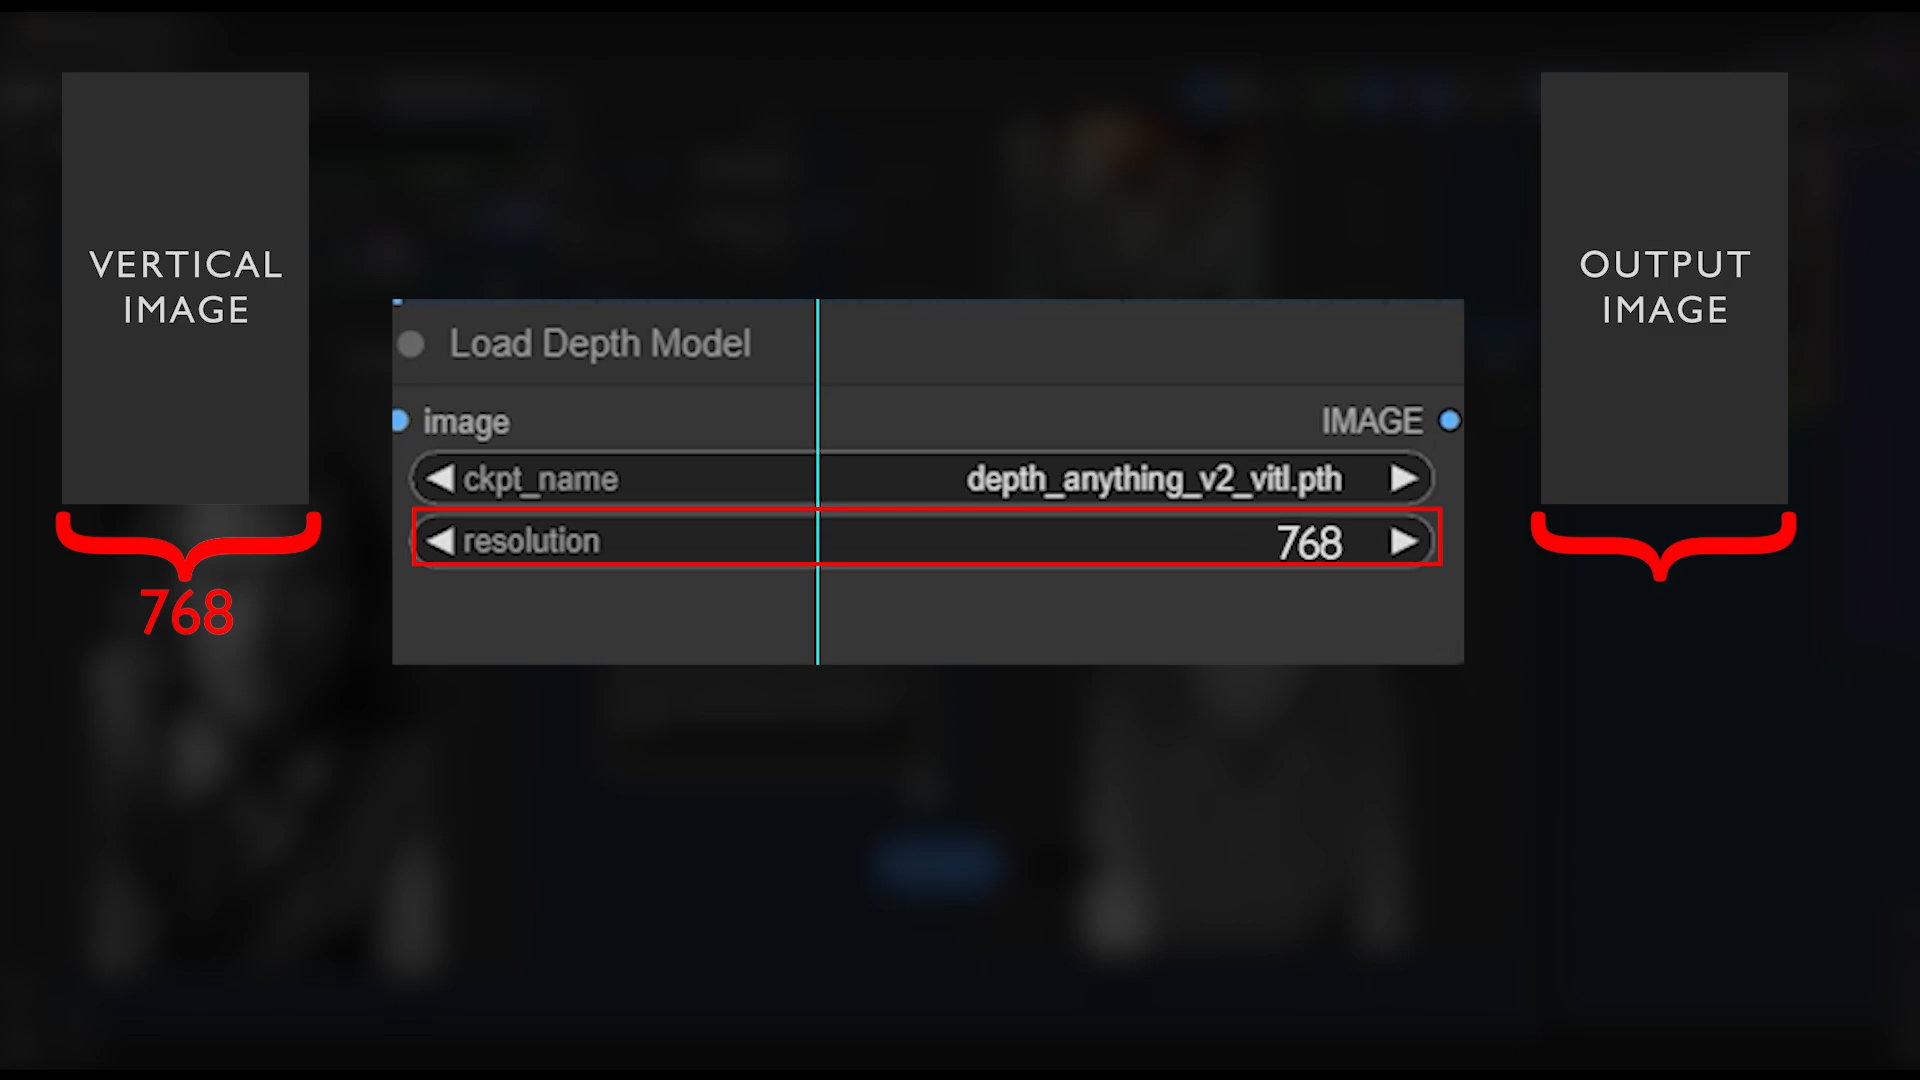 VERTICAL
IMAGE
768
Load Depth Model
image
IMAGE
ckpt_name
depth_anything_v2_vitl.pth
resolution
768
OUTPUT
IMAGE